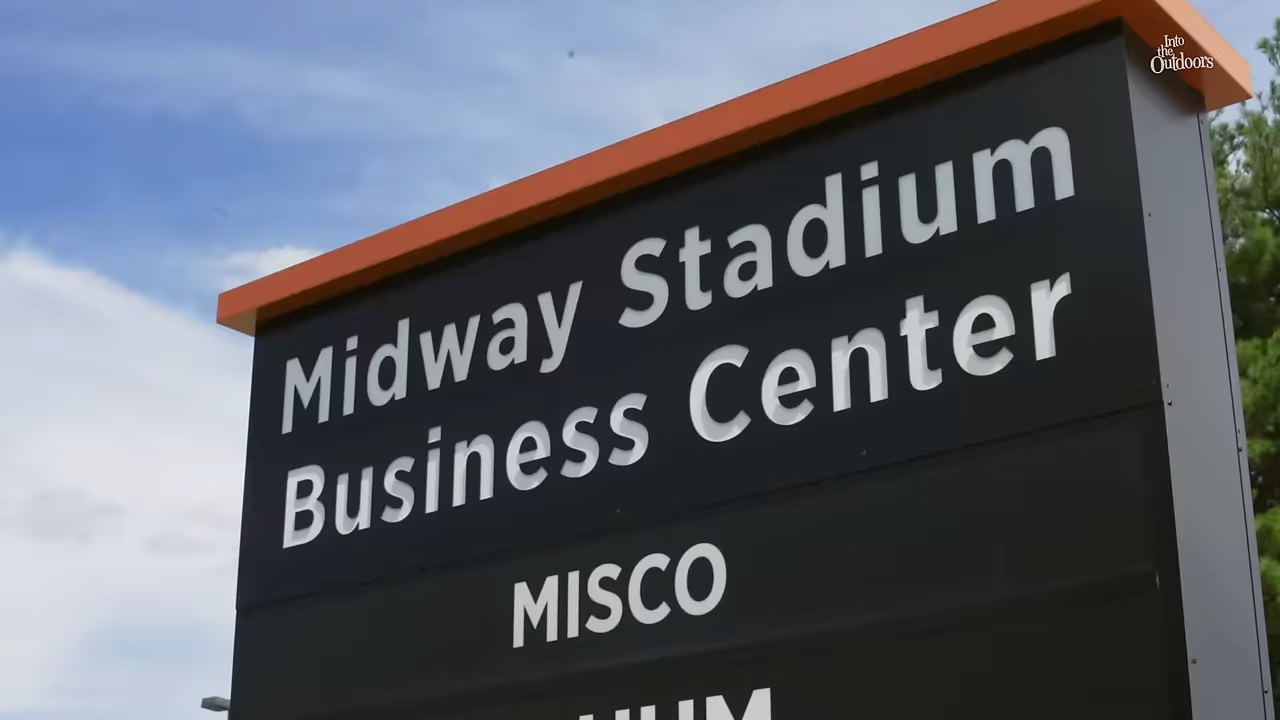 Into
the
Outdoors
Midway Stadium
Business Center
MISCO